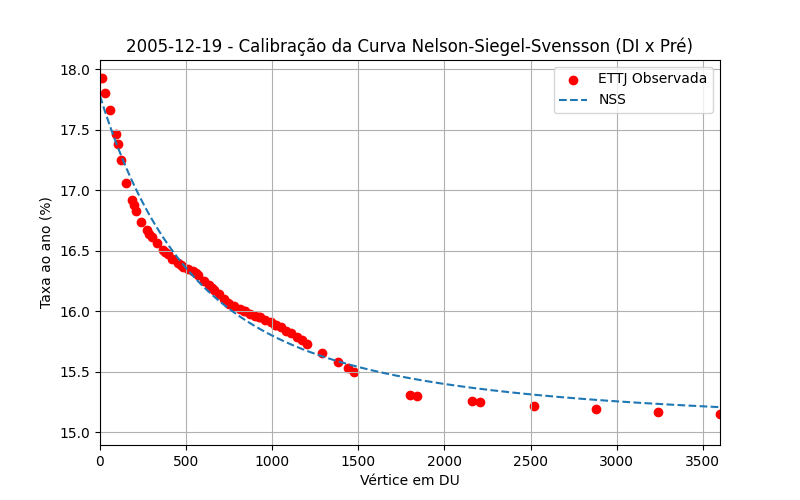 2005-12-19 - Calibração da Curva Nelson-Siegel-Svensson (DI x Pré)
ETTJ Observada
NSS
Taxa ao ano (%)
18.0
17.5
17.0
16.5
16.0
15.5
15.0
0 500 1000 1500 2000 2500 3000 3500
Vértice em DU